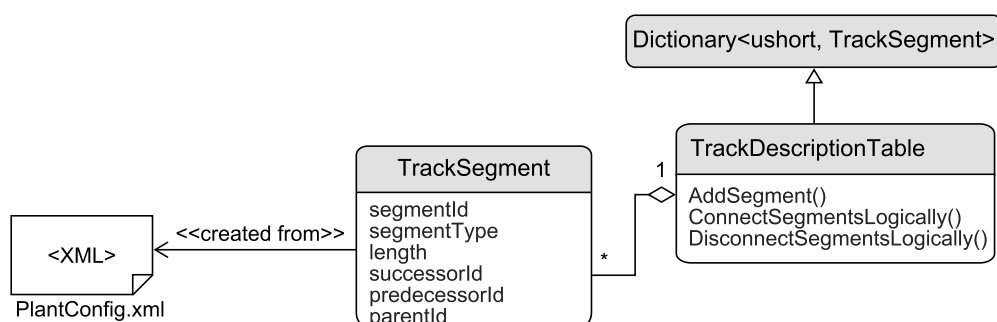 Dictionary<ushort, TrackSegment>
TrackDescriptionTable
AddSegment()
ConnectSegmentsLogically()
DisconnectSegmentsLogically()
1
*
TrackSegment
segmentId
segmentType
length
successorId
predecessorId
parentId
<<created from>>
<XML>
PlantConfig.xml